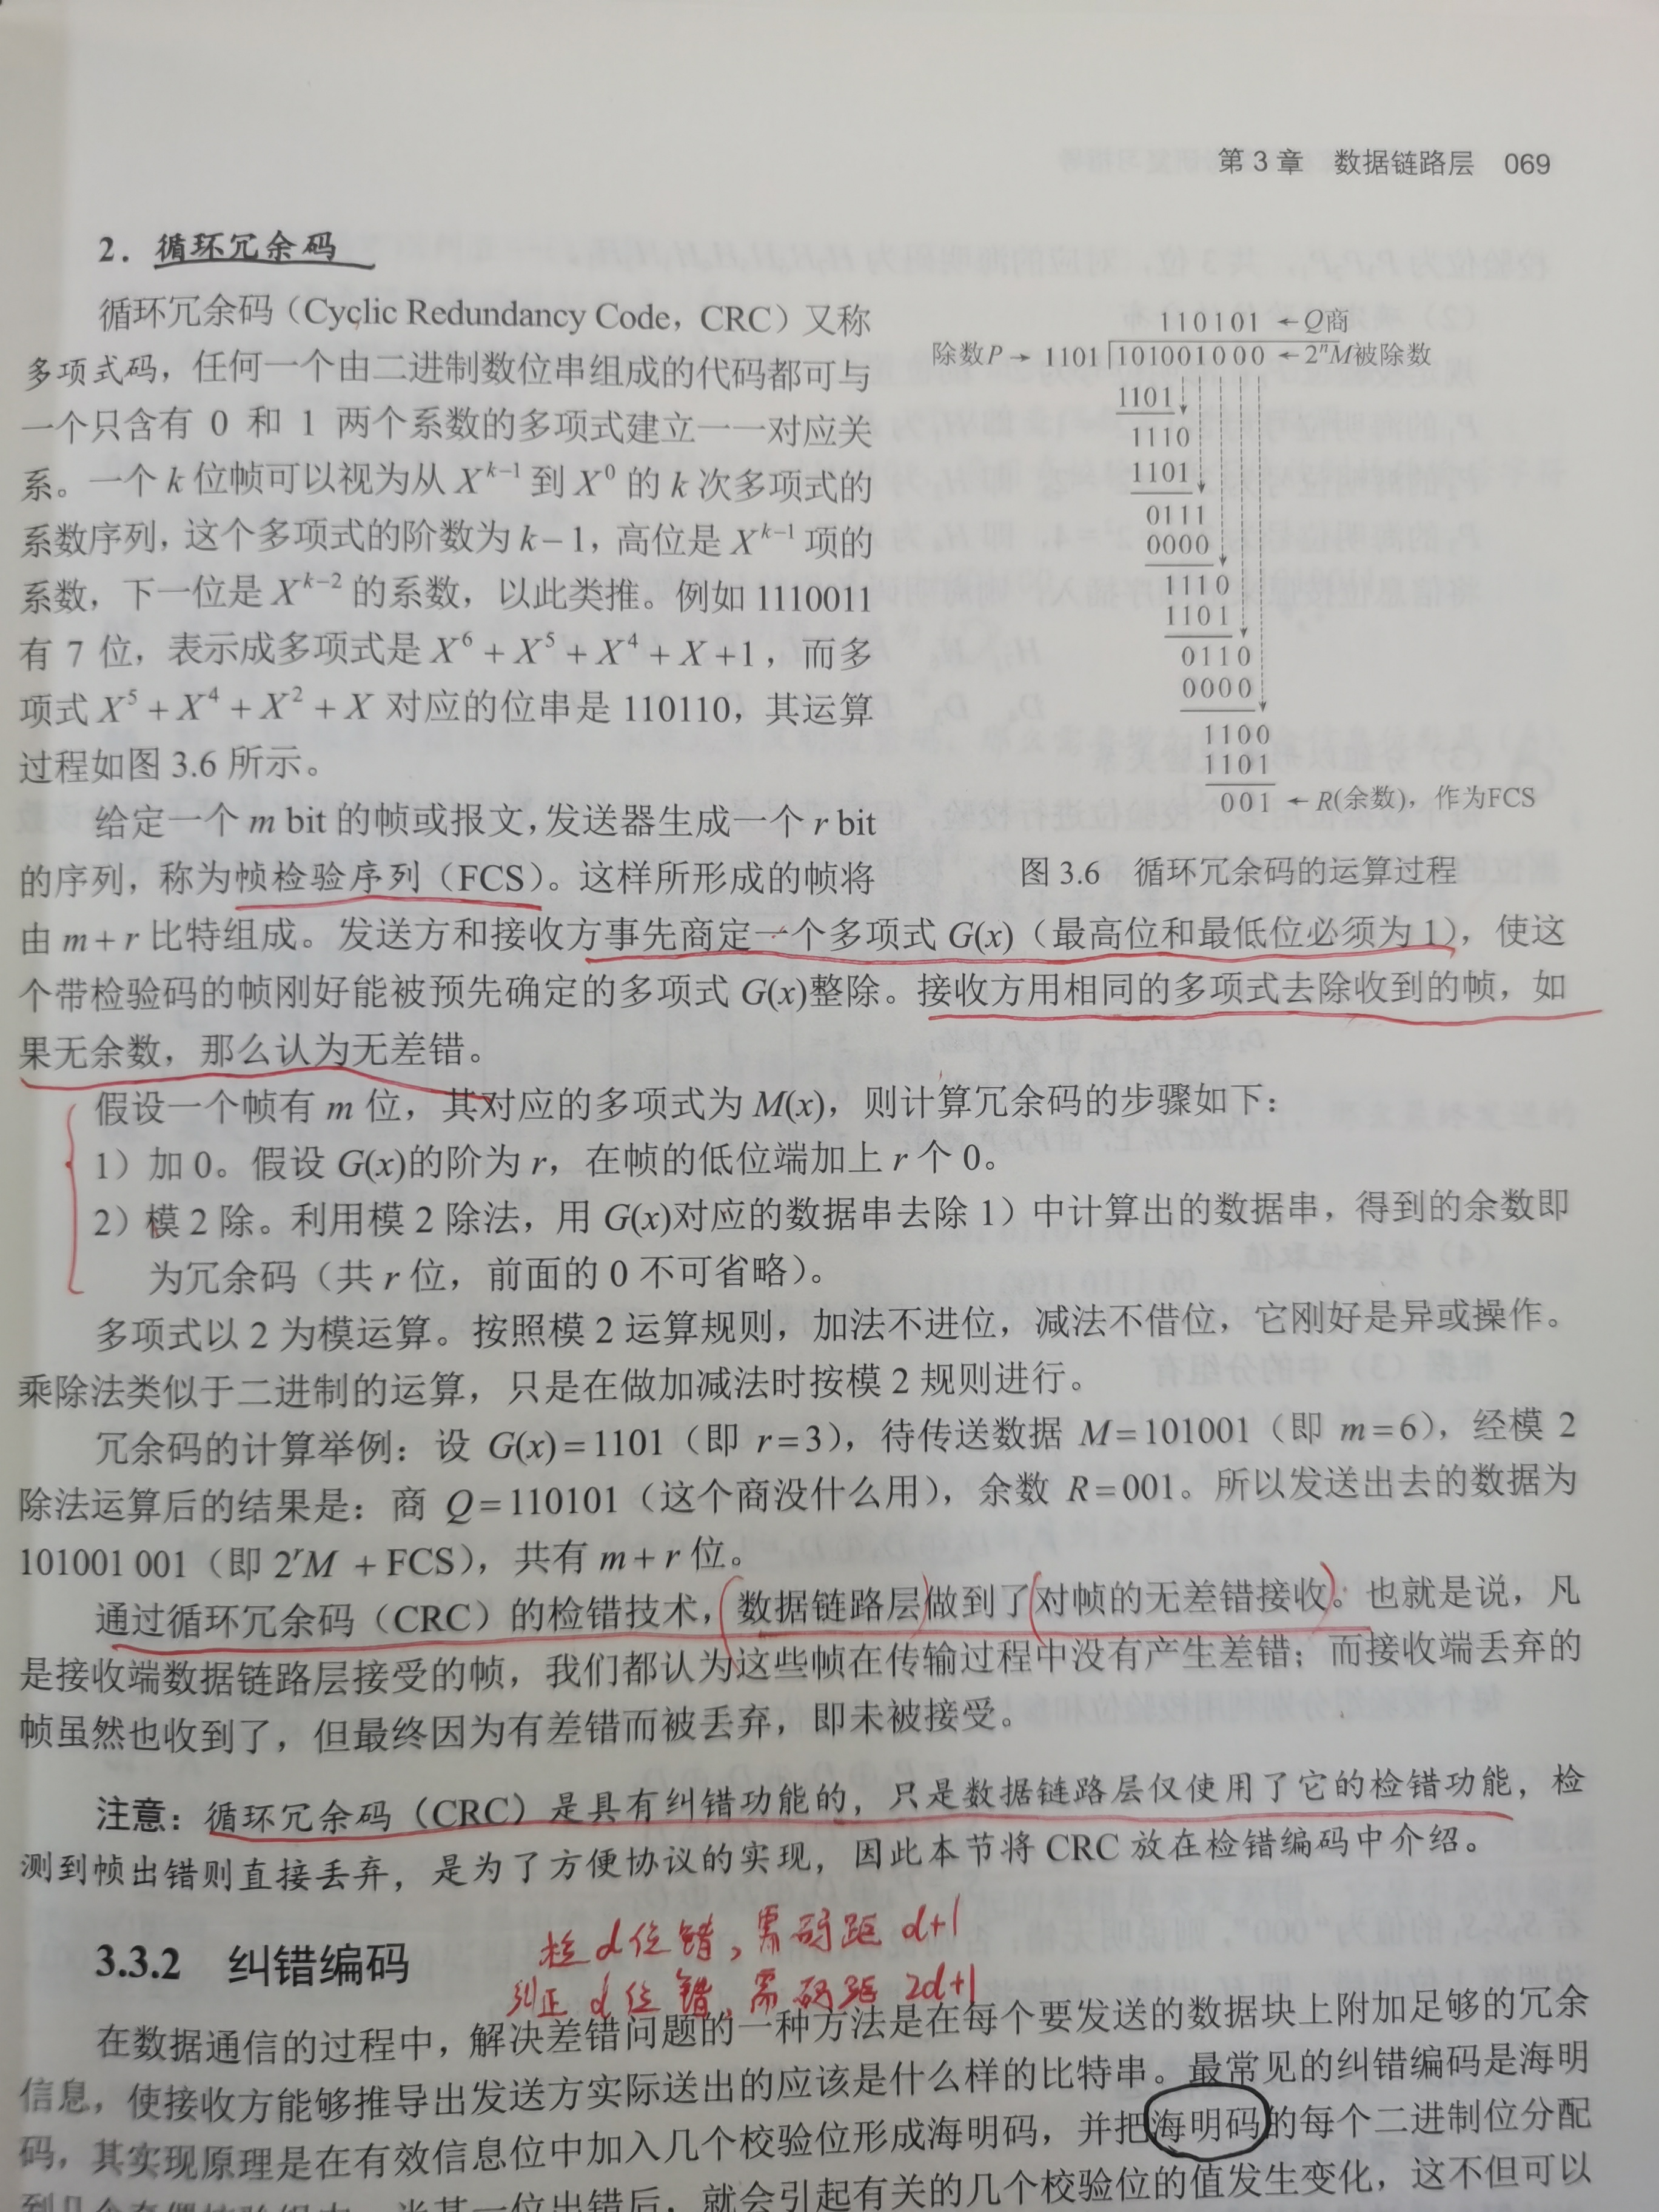 第 3 章　数据链路层　069
2．循环冗余码
循环冗余码（Cyclic Redundancy Code，CRC）又称
多项式码，任何一个由二进制数位串组成的代码都可与
一个只含有 0 和 1 两个系数的多项式建立一一对应关
系。一个 k 位帧可以视为从 X^{k−1} 到 X^0 的 k 次多项式的
系数序列，这个多项式的阶数为 k−1，高位是 X^{k−1} 项的
系数，下一位是 X^{k−2} 的系数，以此类推。例如 1110011
有 7 位，表示成多项式是 X^6 + X^5 + X^4 + X +1，而多
项式 X^5 + X^4 + X^2 + X 对应的位串是 110110，其运算
过程如图 3.6 所示。
给定一个 m bit 的帧或报文，发送器生成一个 r bit
的序列，称为帧检验序列（FCS）。这样所形成的帧将
110101 ←Q商
除数P→ 1101 101001000 ←2^nM被除数
1101
1110
1101
0111
0000
1110
1101
0110
0000
1100
1101
001 ←R(余数)，作为FCS
图 3.6　循环冗余码的运算过程
由 m+r 比特组成。发送方和接收方事先商定一个多项式 G(x)（最高位和最低位必须为 1），使这
个带检验码的帧刚好能被预先确定的多项式 G(x)整除。接收方用相同的多项式去除收到的帧，如
果无余数，那么认为无差错。
假设一个帧有 m 位，其对应的多项式为 M(x)，则计算冗余码的步骤如下：
1）加 0。假设 G(x)的阶为 r，在帧的低位端加上 r 个 0。
2）模 2 除。利用模 2 除法，用 G(x)对应的数据串去除 1）中计算出的数据串，得到的余数即
为冗余码（共 r 位，前面的 0 不可省略）。
多项式以 2 为模运算。按照模 2 运算规则，加法不进位，减法不借位，它刚好是异或操作。
乘除法类似于二进制的运算，只是在做加减法时按模 2 规则进行。
冗余码的计算举例：设 G(x)=1101（即 r=3），待传送数据 M=101001（即 m=6），经模 2
除法运算后的结果是：商 Q=110101（这个商没什么用），余数 R=001。所以发送出去的数据为
101001 001（即 2^rM + FCS），共有 m+r 位。
通过循环冗余码（CRC）的检错技术，数据链路层做到了对帧的无差错接收。也就是说，凡
是接收端数据链路层接受的帧，我们都认为这些帧在传输过程中没有产生差错；而接收端丢弃的
帧虽然也收到了，但最终因为有差错而被丢弃，即未被接受。
注意：循环冗余码（CRC）是具有纠错功能的，只是数据链路层仅使用了它的检错功能，检
测到帧出错则直接丢弃，是为了方便协议的实现，因此本节将 CRC 放在检错编码中介绍。
检 d 位错，需码距 d+1
纠正 d 位错，需码距 2d+1
3.3.2　纠错编码
在数据通信的过程中，解决差错问题的一种方法是在每个要发送的数据块上附加足够的冗余
信息，使接收方能够推导出发送方实际送出的应该是什么样的比特串。最常见的纠错编码是海明
码，其实现原理是在有效信息位中加入几个校验位形成海明码，并把海明码的每个二进制位分配
当某一位出错后，就会引起有关的几个校验位的值发生变化，这不但可以